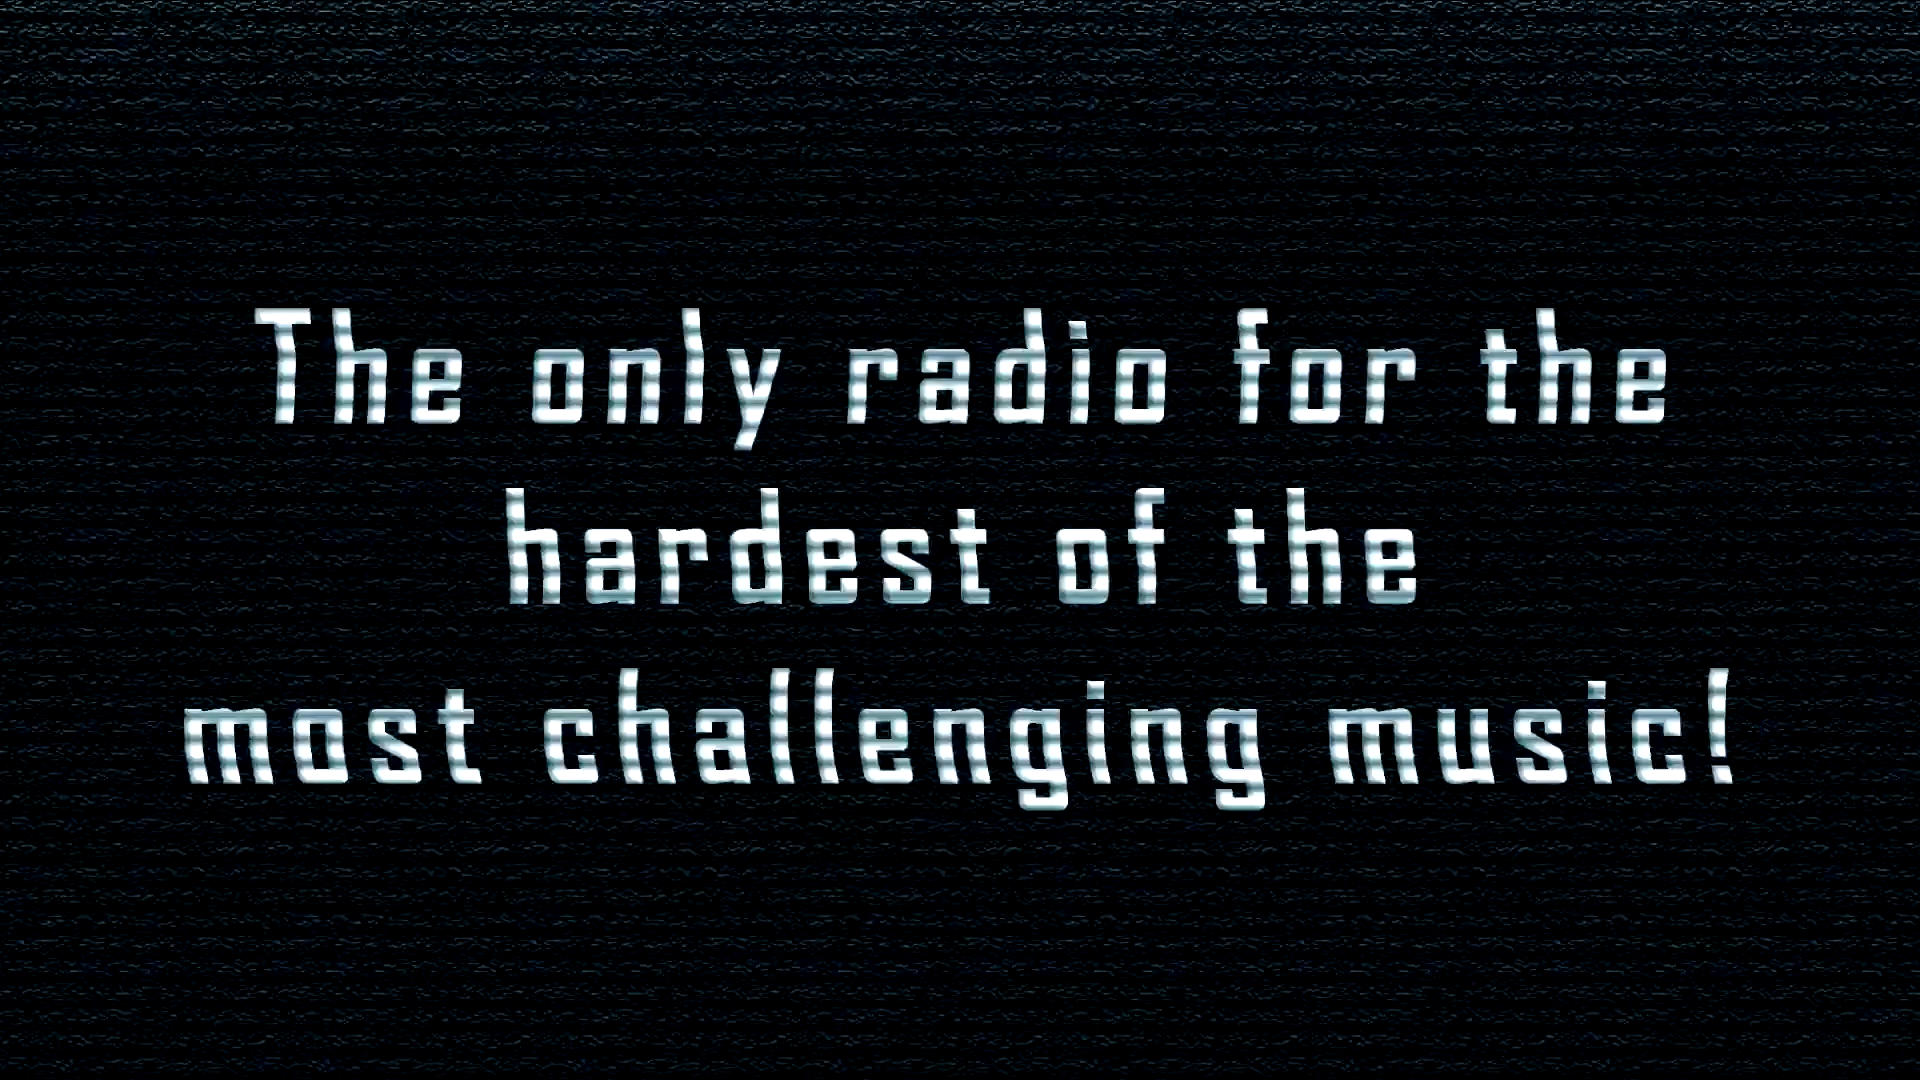 The only radio for the
hardest of the
most challenging music!